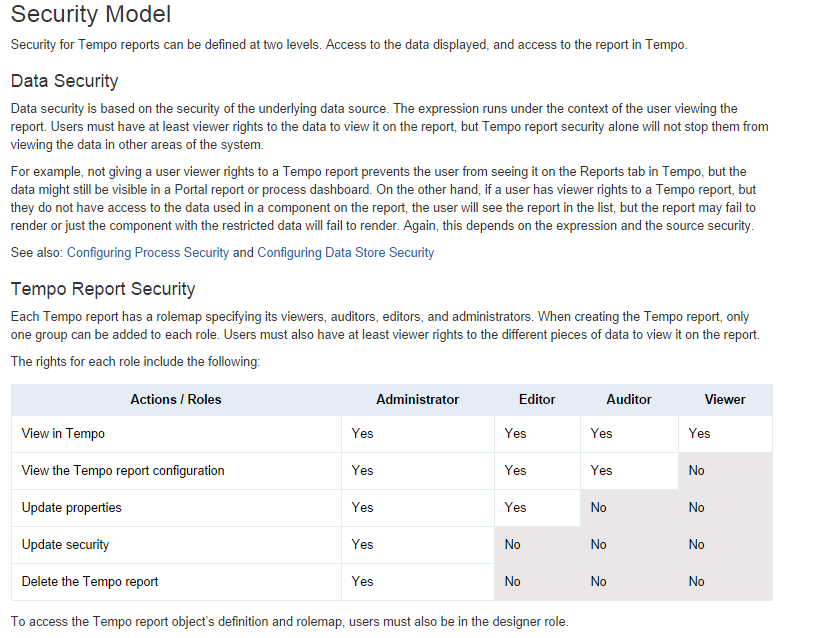 Security Model
Security for Tempo reports can be defined at two levels. Access to the data displayed, and access to the report in Tempo.
Data Security
Data security is based on the security of the underlying data source. The expression runs under the context of the user viewing the
report. Users must have at least viewer rights to the data to view it on the report, but Tempo report security alone will not stop them from
viewing the data in other areas of the system.
For example, not giving a user viewer rights to a Tempo report prevents the user from seeing it on the Reports tab in Tempo, but the
data might still be visible in a Portal report or process dashboard. On the other hand, if a user has viewer rights to a Tempo report, but
they do not have access to the data used in a component on the report, the user will see the report in the list, but the report may fail to
render or just the component with the restricted data will fail to render. Again, this depends on the expression and the source security.
See also: Configuring Process Security and Configuring Data Store Security
Tempo Report Security
Each Tempo report has a rolemap specifying its viewers, auditors, editors, and administrators. When creating the Tempo report, only
one group can be added to each role. Users must also have at least viewer rights to the different pieces of data to view it on the report.
The rights for each role include the following:
Actions / Roles Administrator Editor Auditor Viewer
View in Tempo Yes Yes Yes Yes
View the Tempo report configuration Yes Yes Yes No
Update properties Yes Yes No No
Update security Yes No No No
Delete the Tempo report Yes No No No
To access the Tempo report object's definition and rolemap, users must also be in the designer role.